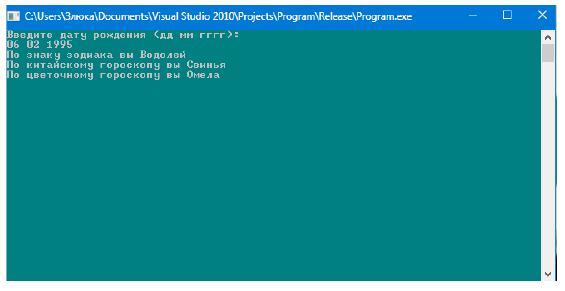 C:\Users\Злюка\Documents\Visual Studio 2010\Projects\Program\Release\Program.exe
Введите дату рождения (дд мм гггг):
06 02 1995
По знаку зодиака вы Водолей
По китайскому гороскопу вы Свинья
По цветочному гороскопу вы Омела